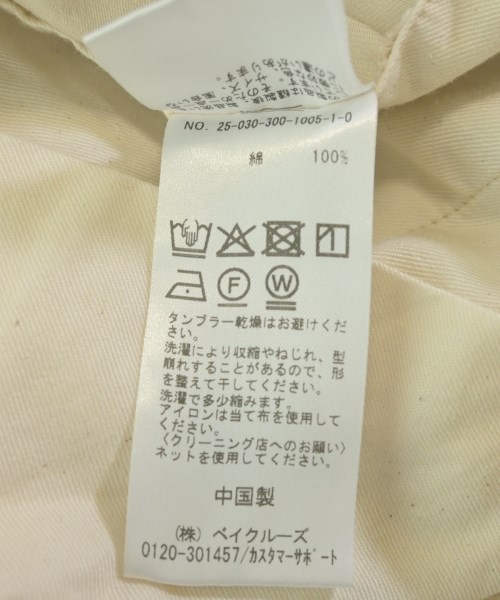 NO. 25-030-300-1005-1-0
綿 100%
F W
タンブラー乾燥はお避けくだ
さい。
洗濯により収縮やねじれ、型
崩れすることがあるので、形
を整えて干してください。
洗濯で多少縮みます。
アイロンは当て布を使用して
ください。
〈クリーニング店へのお願い〉
ネットを使用してください。
中国製
(株) ベイクルーズ
0120-301457/カスタマーサポート